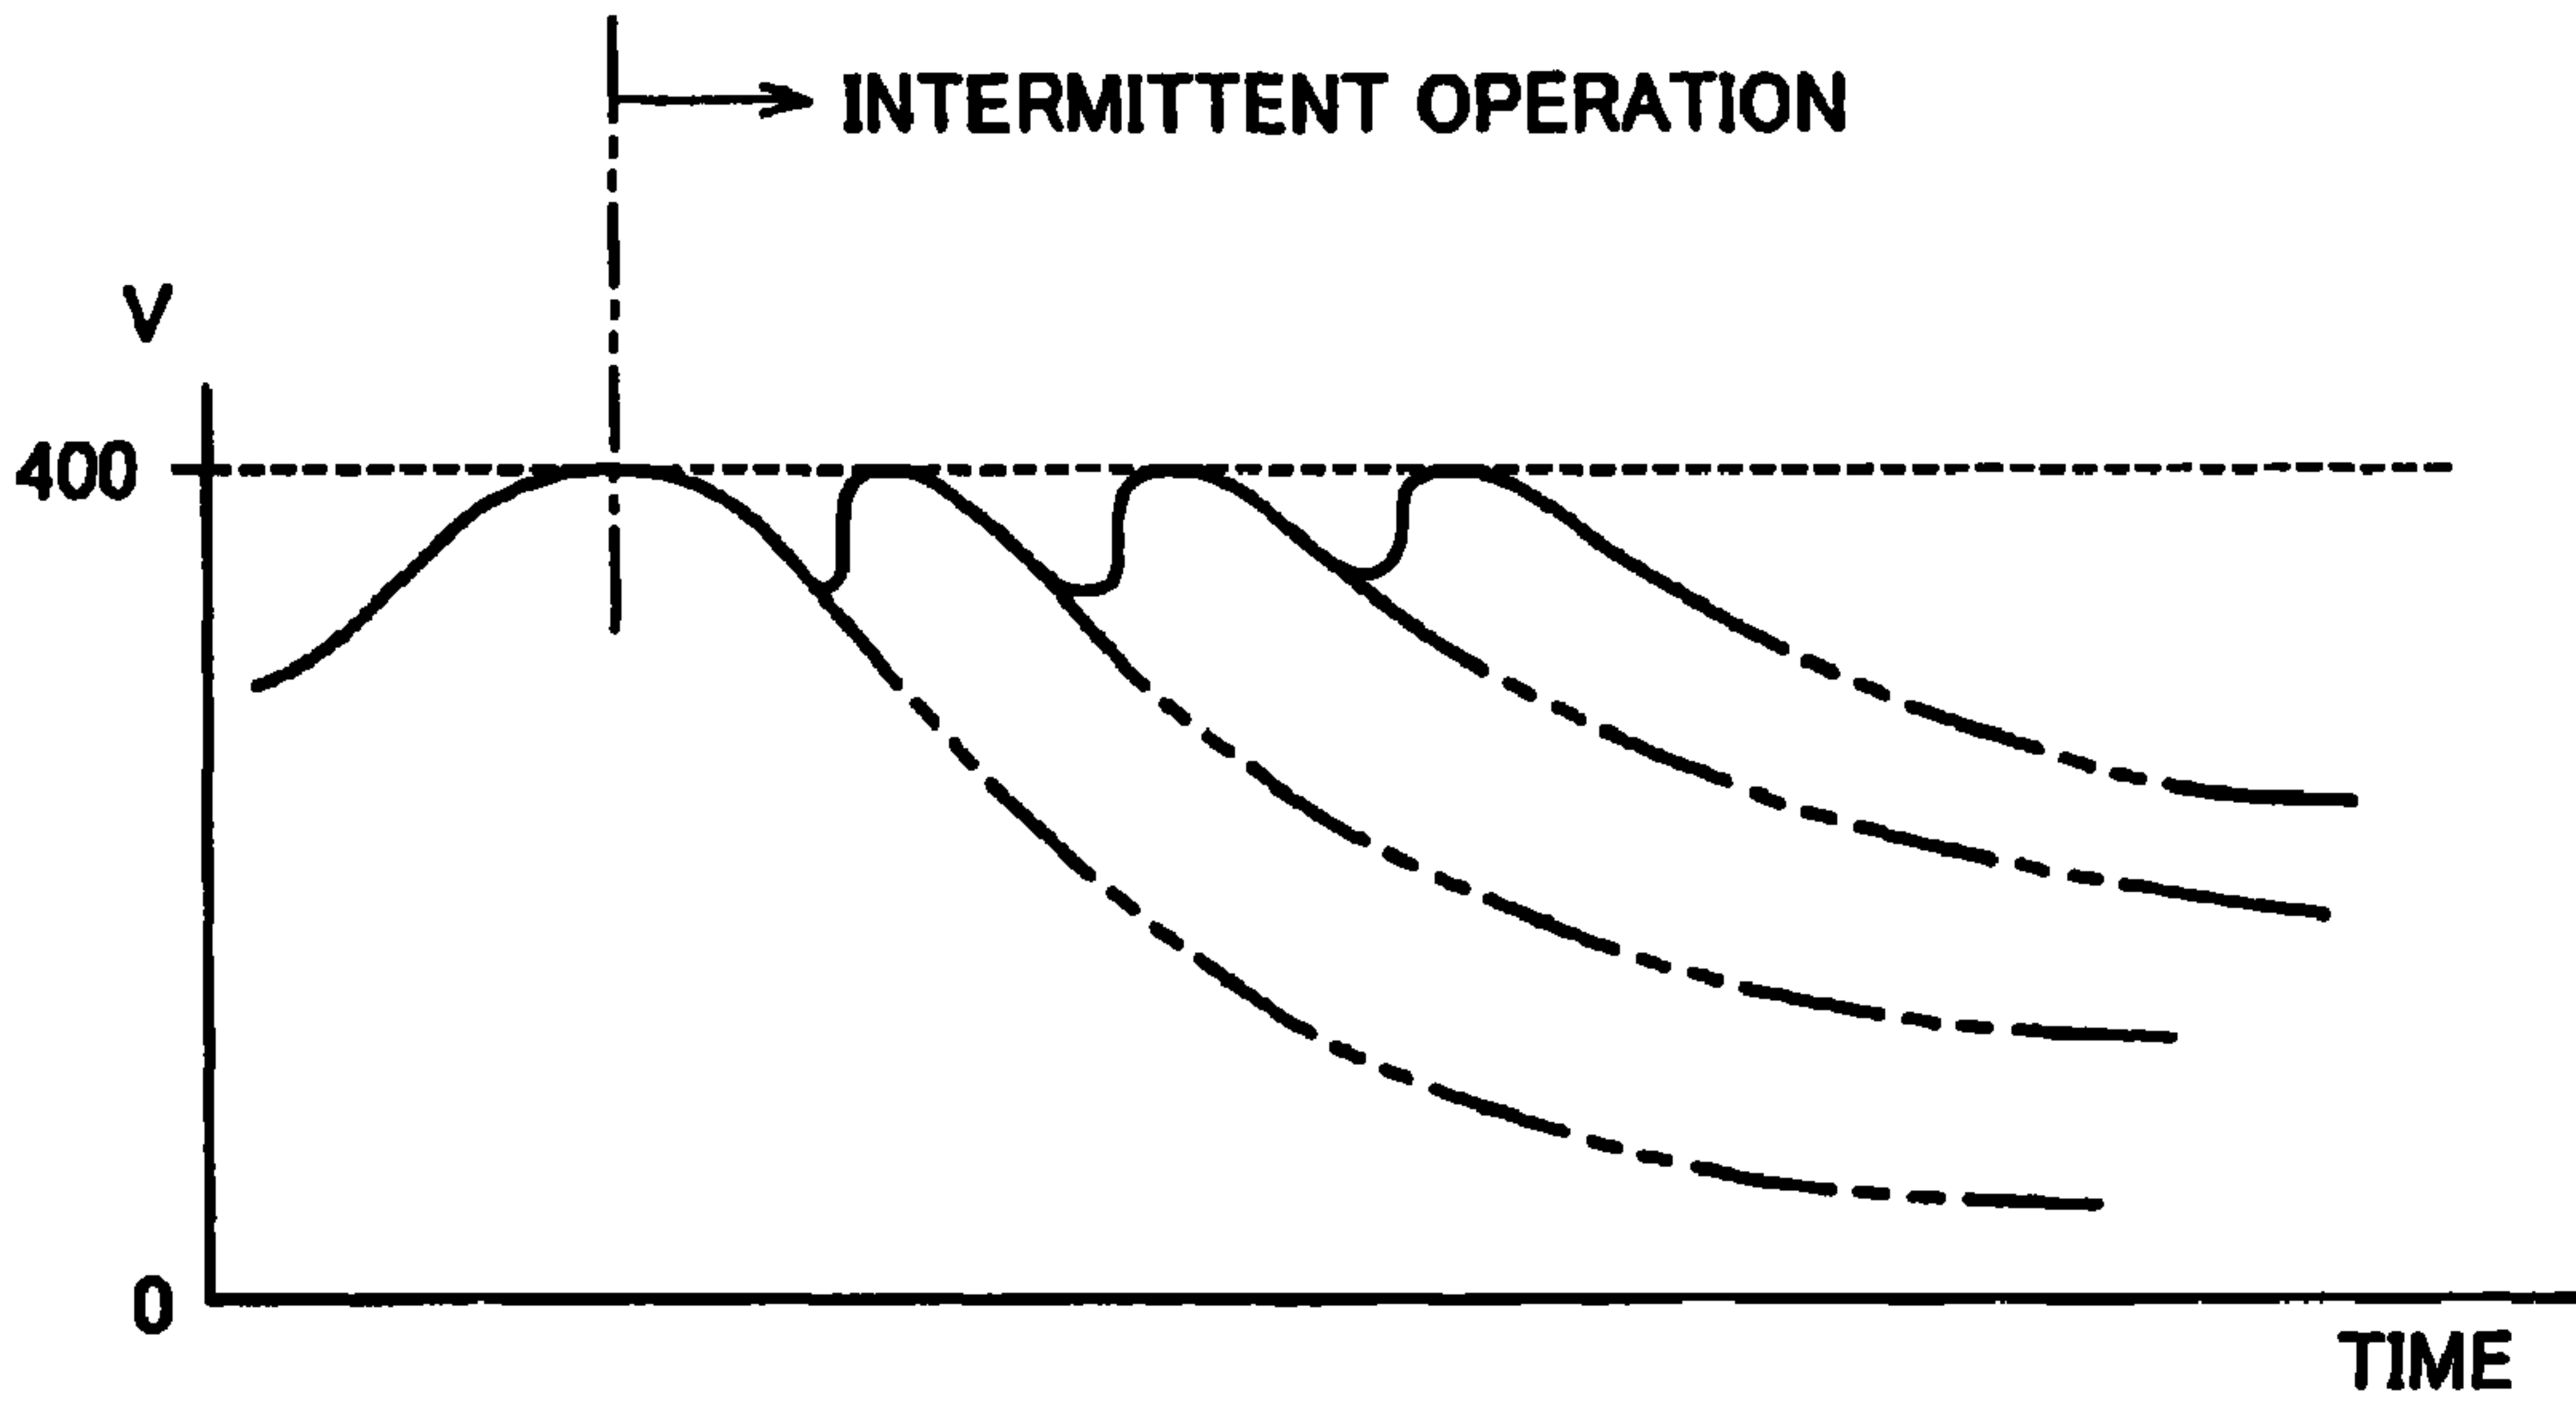 INTERMITTENT OPERATION
V
400
0
TIME